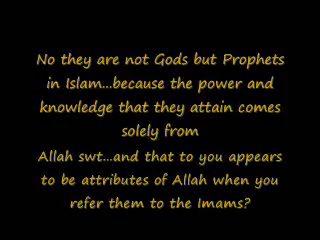 No they are not Gods but Prophets
in Islam...because the power and
knowledge that they attain comes
solely from
Allah swt...and that to you appears
to be attributes of Allah when you
refer them to the Imams?